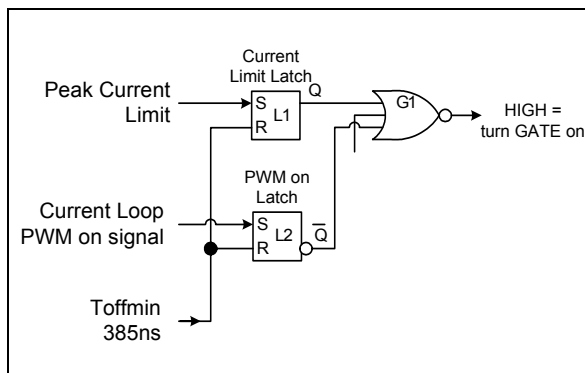 Current
Limit Latch
Peak Current
Limit
S
L1
R
Q
G1
HIGH =
turn GATE on
PWM on
Latch
Current Loop
PWM on signal
S
L2
R
Q̅
Toffmin
385ns